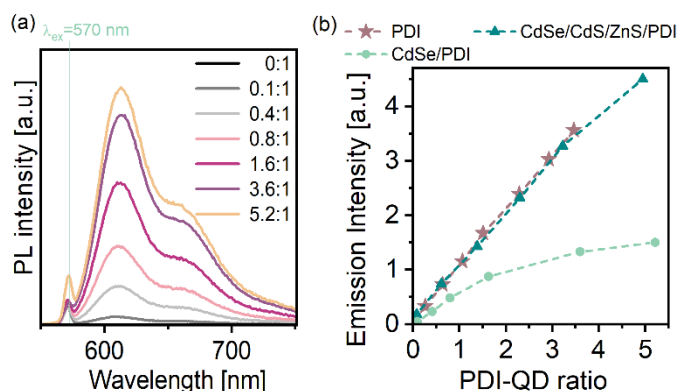 (a)
λex=570 nm
0:1
0.1:1
0.4:1
0.8:1
1.6:1
3.6:1
5.2:1
PL intensity [a.u.]
600
700
Wavelength [nm]
(b)
PDI
CdSe/CdS/ZnS/PDI
CdSe/PDI
Emission Intensity [a.u.]
4
3
2
1
0
0 1 2 3 4 5
PDI-QD ratio